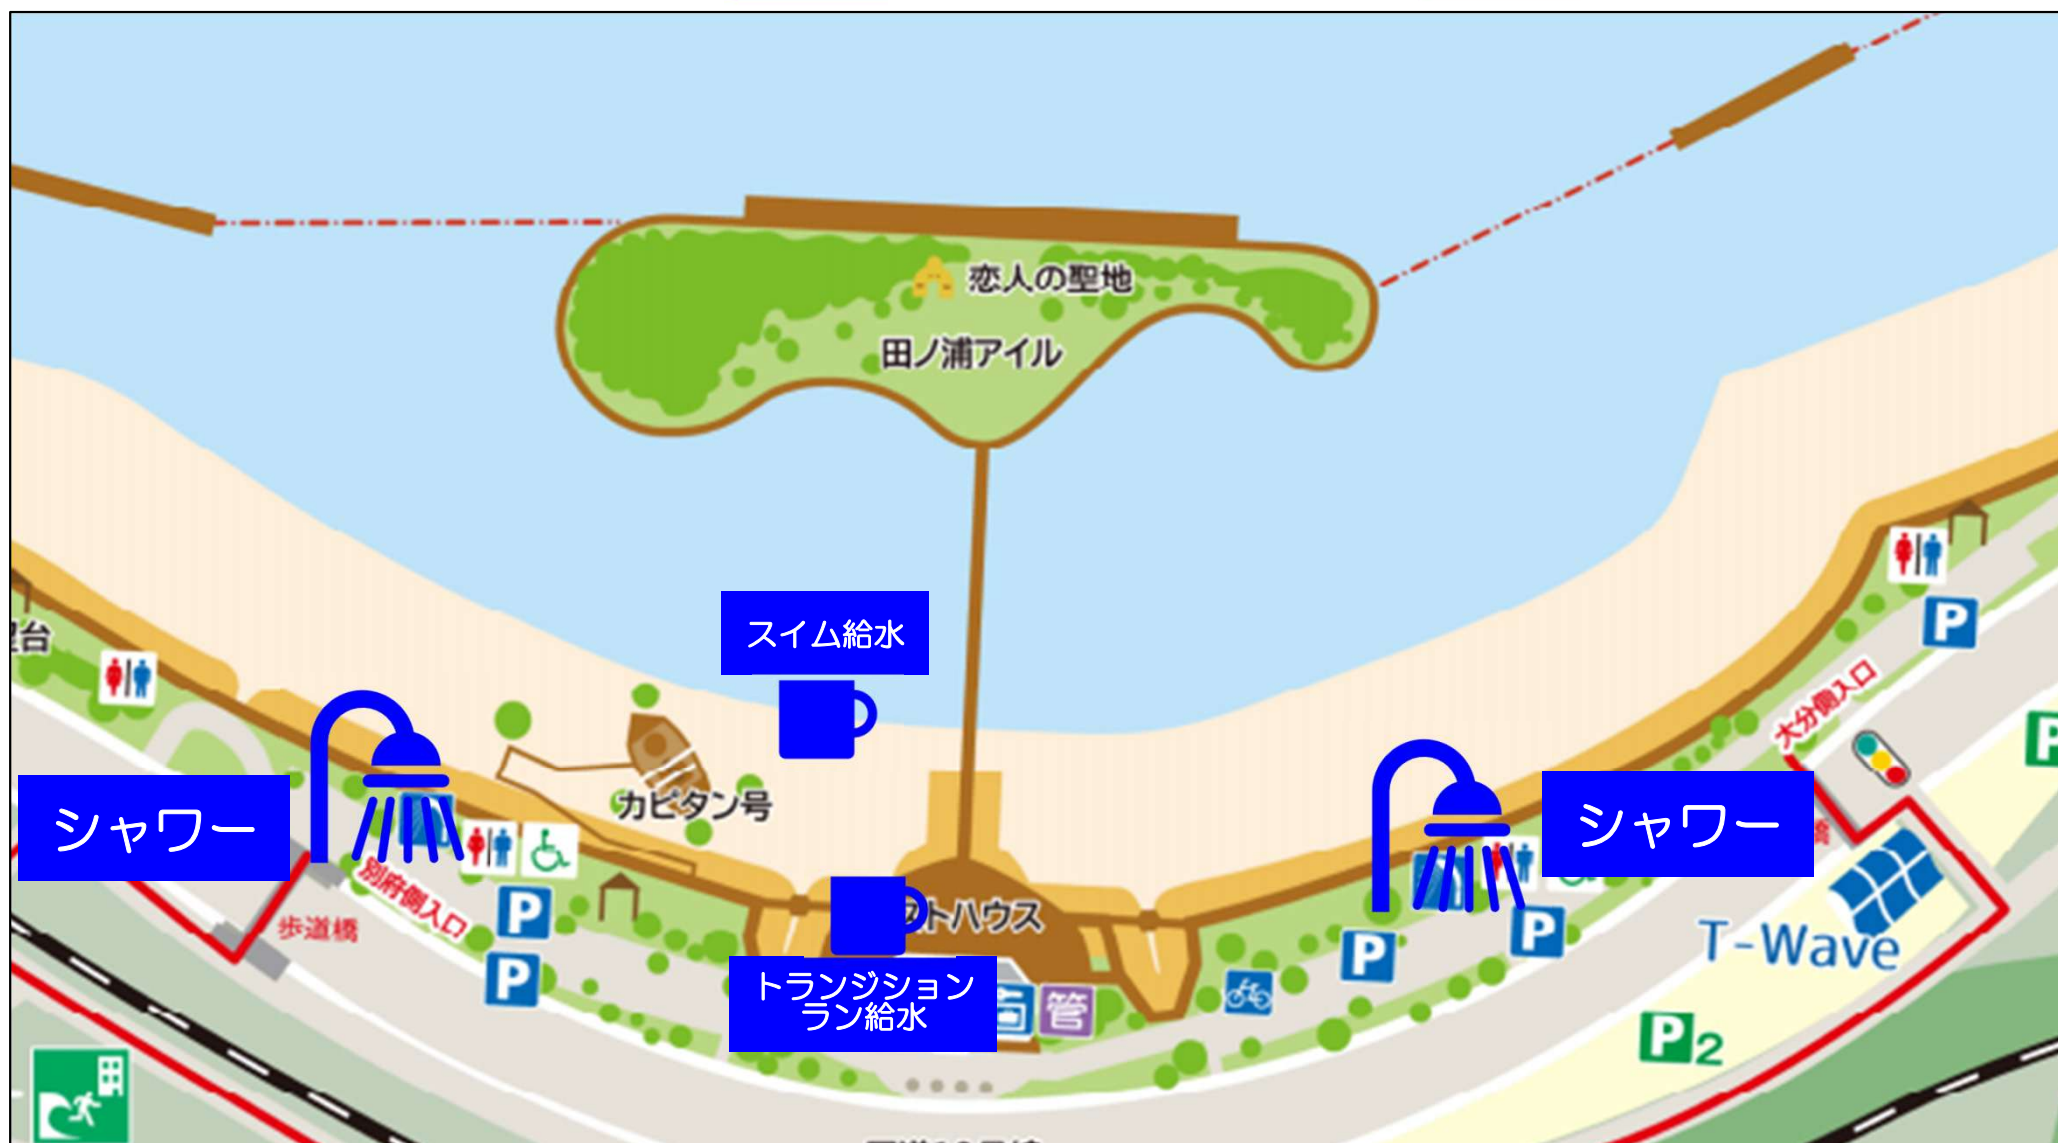 恋人の聖地
田ノ浦アイル
スイム給水
大分側入口
カピタン号
シャワー
シャワー
別府側入口
歩道橋
トハウス
トランジション
ラン給水
管
T-Wave
P
P
P
P
P
P
P2